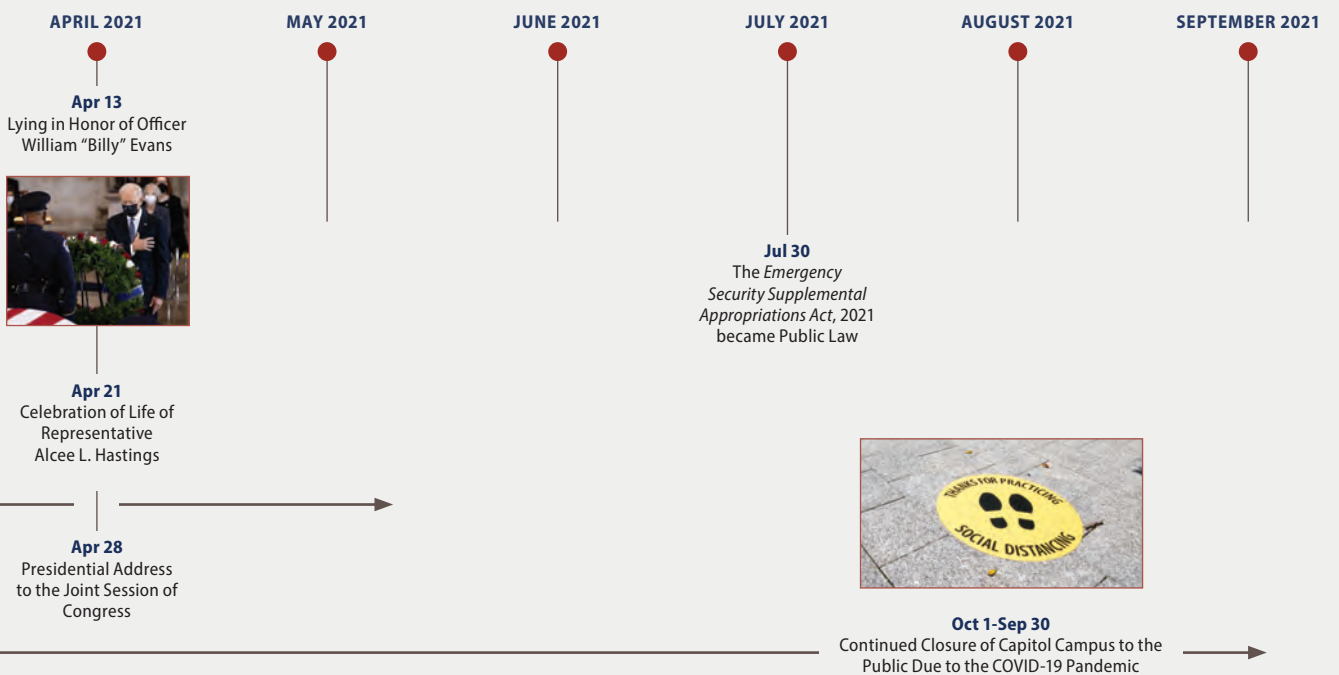 APRIL 2021
MAY 2021
JUNE 2021
JULY 2021
AUGUST 2021
SEPTEMBER 2021
Apr 13
Lying in Honor of Officer
William “Billy” Evans
Apr 21
Celebration of Life of
Representative
Alcee L. Hastings
Apr 28
Presidential Address
to the Joint Session of
Congress
Jul 30
The Emergency
Security Supplemental
Appropriations Act, 2021
became Public Law
THANKS FOR PRACTICING
SOCIAL DISTANCING
Oct 1-Sep 30
Continued Closure of Capitol Campus to the
Public Due to the COVID-19 Pandemic